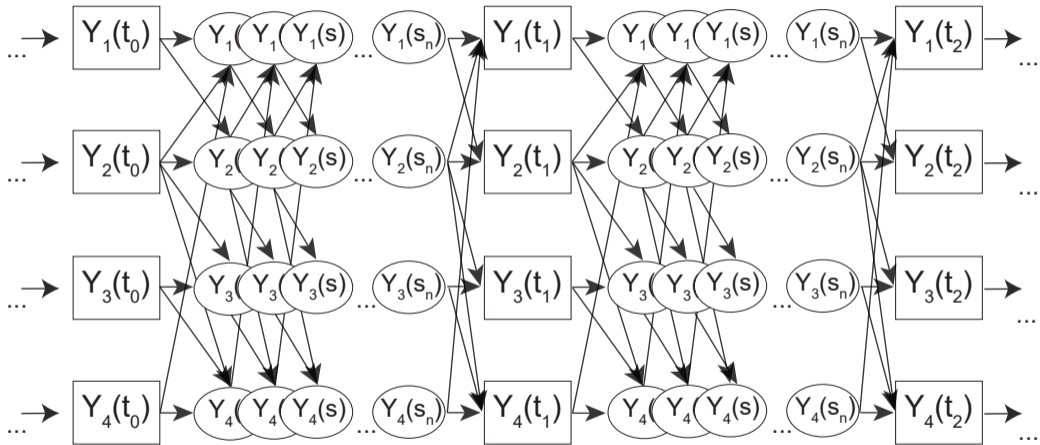 Y₁(t₀) Y₁( Y₁( Y₁(s) ... Y₁(sₙ) Y₁(t₁) Y₁( Y₁( Y₁(s) ... Y₁(sₙ) Y₁(t₂)
... ...
Y₂(t₀) Y₂( Y₂( Y₂(s) ... Y₂(sₙ) Y₂(t₁) Y₂( Y₂( Y₂(s) ... Y₂(sₙ) Y₂(t₂)
... ...
Y₃(t₀) Y₃( Y₃( Y₃(s) ... Y₃(sₙ) Y₃(t₁) Y₃( Y₃( Y₃(s) ... Y₃(sₙ) Y₃(t₂)
... ...
Y₄(t₀) Y₄( Y₄( Y₄(s) ... Y₄(sₙ) Y₄(t₁) Y₄( Y₄( Y₄(s) ... Y₄(sₙ) Y₄(t₂)
... ...